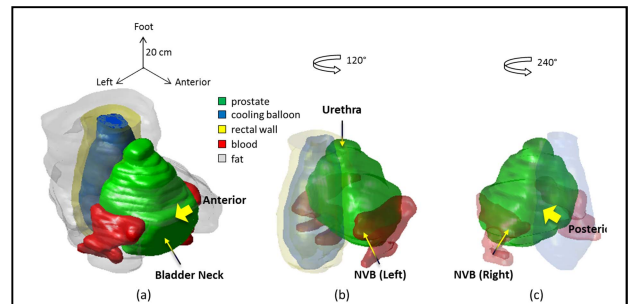 Foot
20 cm
Left
Anterior
120°
240°
prostate
cooling balloon
rectal wall
blood
fat
Urethra
Anterior
Posteri
Bladder Neck
NVB (Left)
NVB (Right)
(a)
(b)
(c)